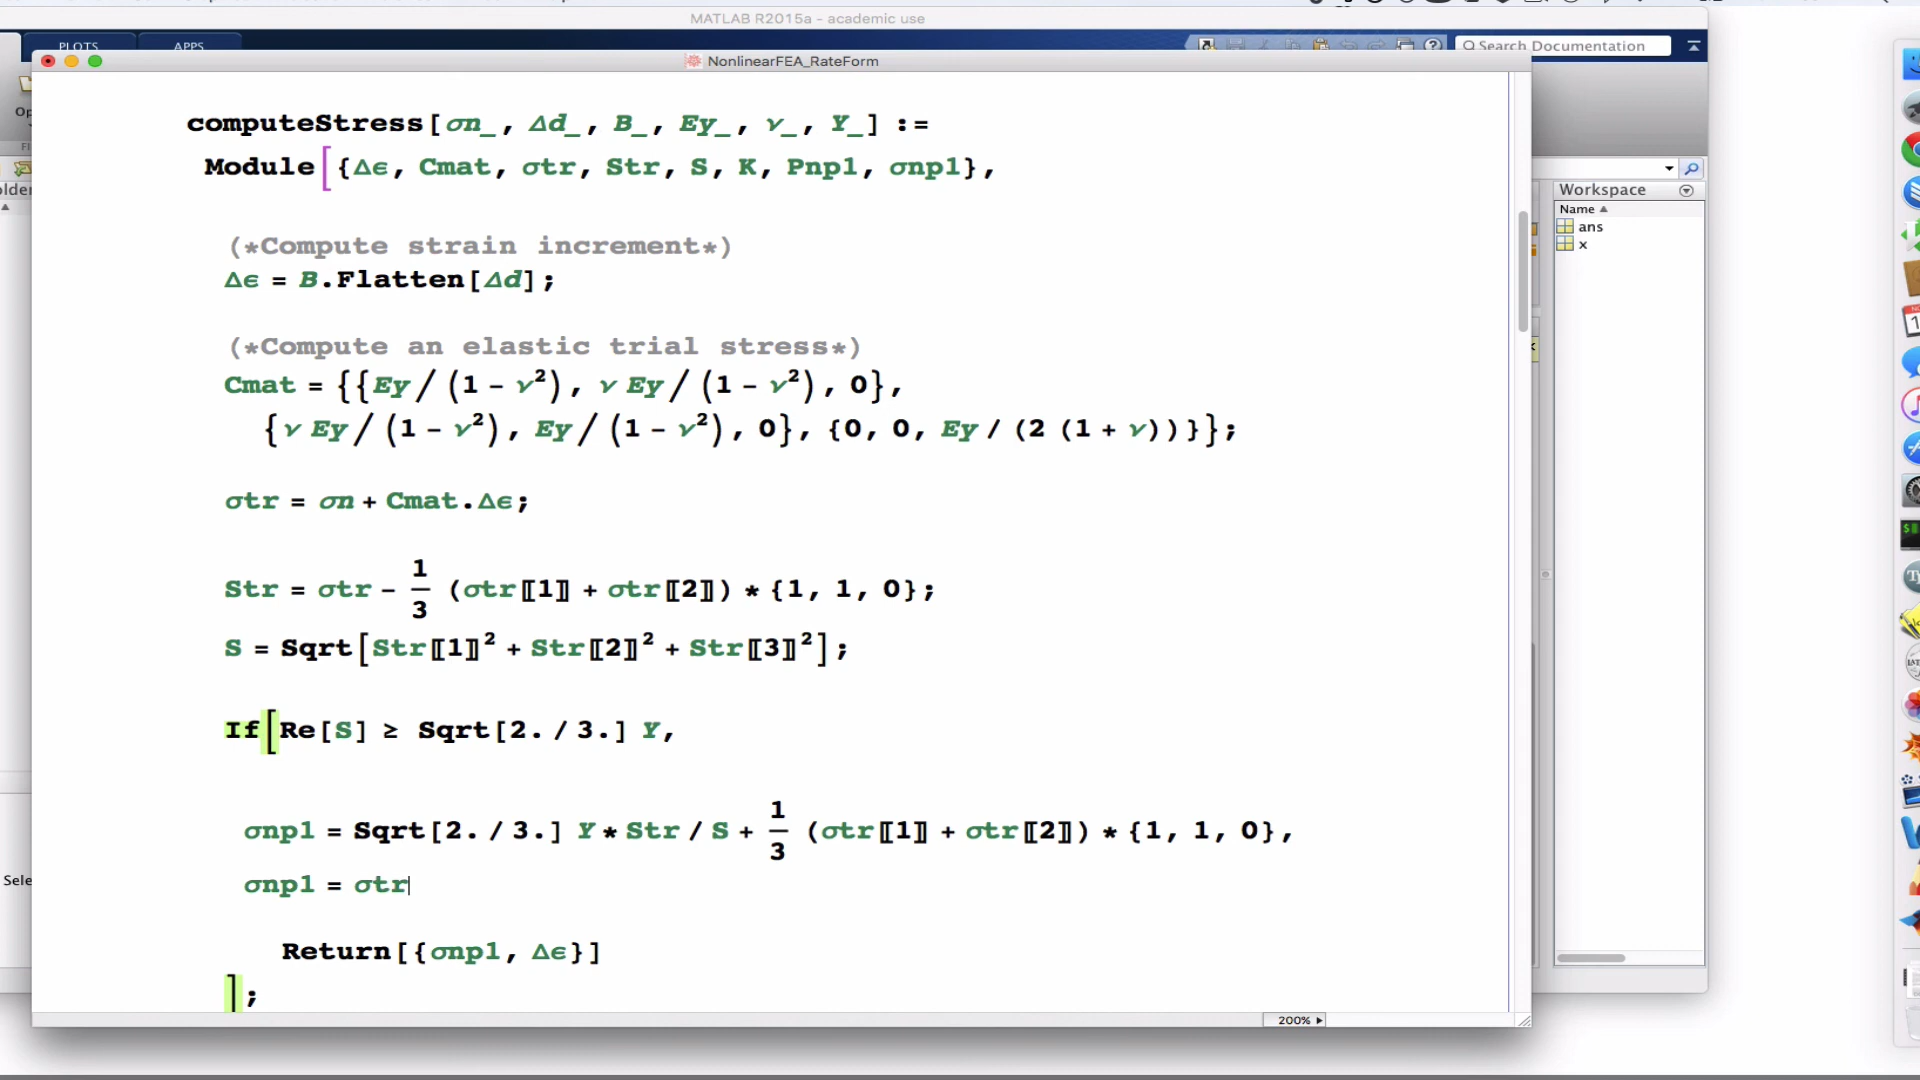 MATLAB R2015a - academic use
PLOTS APPS
Search Documentation
NonlinearFEA_RateForm
computeStress[σn_, Δd_, B_, Ey_, ν_, Y_] :=
Module[{Δϵ, Cmat, σtr, Str, S, K, Pnp1, σnp1},
(*Compute strain increment*)
Δϵ = B.Flatten[Δd];
(*Compute an elastic trial stress*)
Cmat = {{Ey / (1 - ν²), ν Ey / (1 - ν²), 0},
{ν Ey / (1 - ν²), Ey / (1 - ν²), 0}, {0, 0, Ey / (2 (1 + ν))}};
σtr = σn + Cmat.Δϵ;
Str = σtr - 1/3 (σtr〚1〛 + σtr〚2〛) * {1, 1, 0};
S = Sqrt[Str〚1〛² + Str〚2〛² + Str〚3〛²];
If[Re[S] ≥ Sqrt[2. / 3.] Y,
σnp1 = Sqrt[2. / 3.] Y * Str / S + 1/3 (σtr〚1〛 + σtr〚2〛) * {1, 1, 0},
σnp1 = σtr
Return[{σnp1, Δϵ}]
];
200%
Workspace
Name
ans
x
Sele